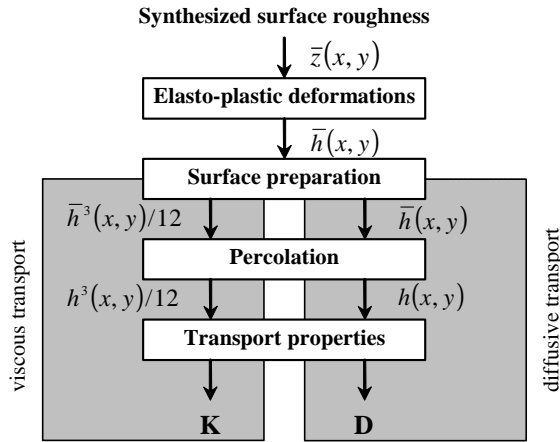 Synthesized surface roughness
z̅(x, y)
Elasto-plastic deformations
h̅(x, y)
Surface preparation
h̅³(x, y)/12
h̅(x, y)
Percolation
h³(x, y)/12
h(x, y)
Transport properties
K
D
viscous transport
diffusive transport